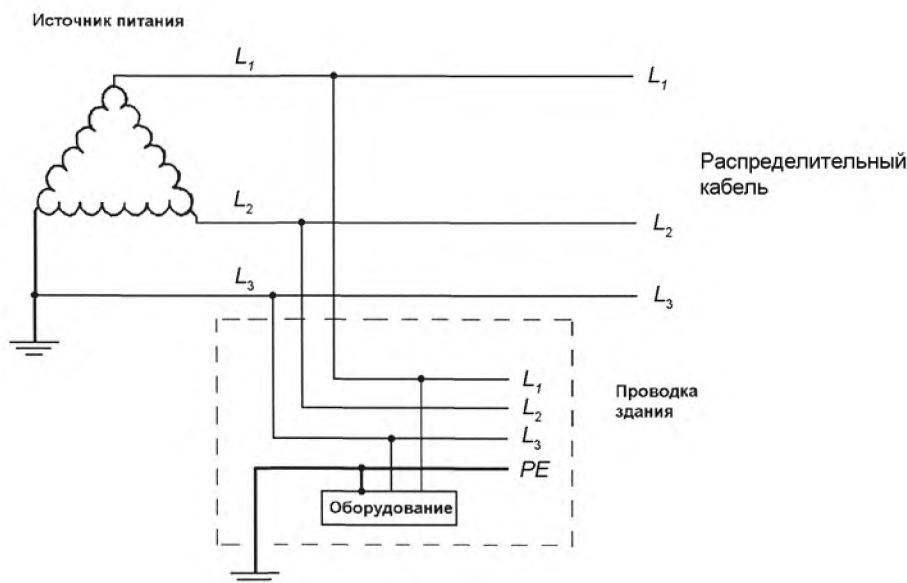 Источник питания
L₁
L₁
L₂
L₂
L₃
L₃
Распределительный
кабель
L₁
L₂
L₃
PE
Оборудование
Проводка
здания